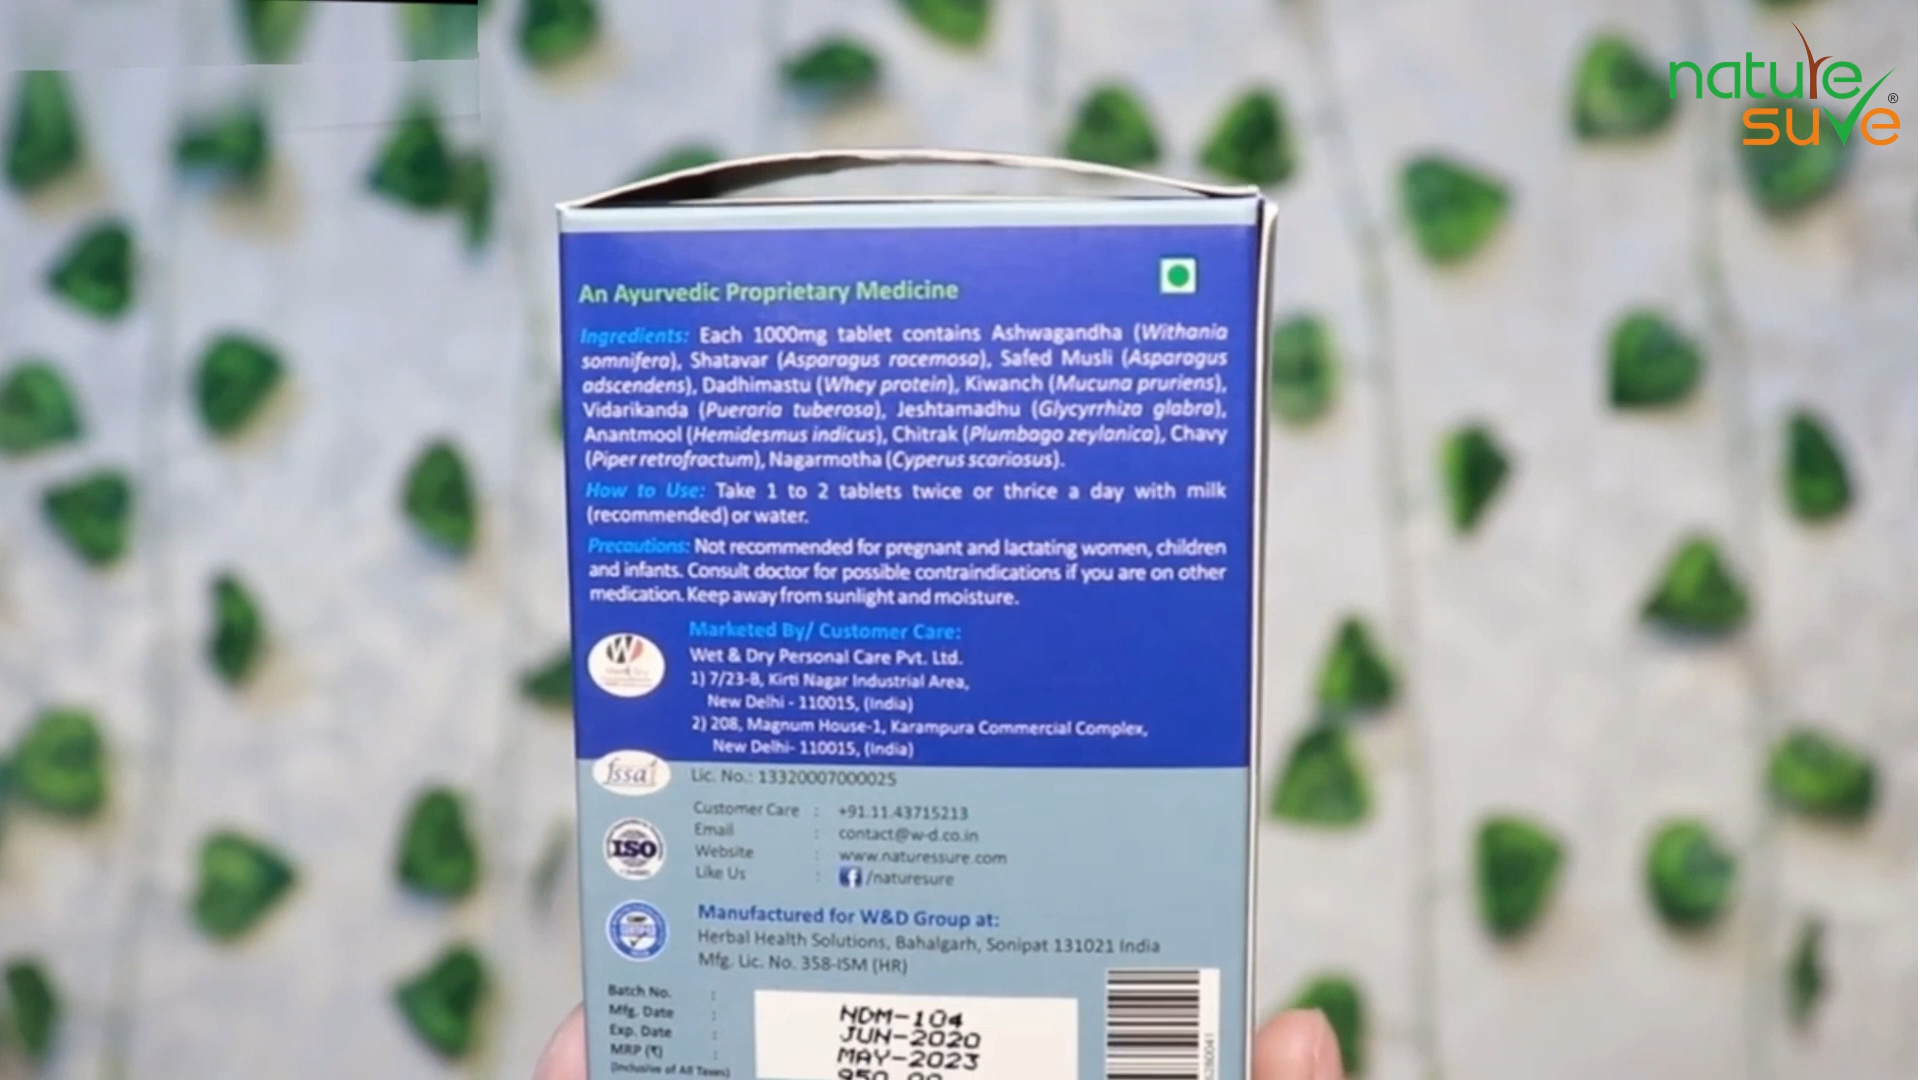 nature
sure®
An Ayurvedic Proprietary Medicine
Ingredients: Each 1000mg tablet contains Ashwagandha (Withania
somnifera), Shatavar (Asparagus racemosa), Safed Musli (Asparagus
adscendens), Dadhimastu (Whey protein), Kiwanch (Mucuna pruriens),
Vidarikanda (Pueraria tuberosa), Jeshtamadhu (Glycyrrhiza glabra),
Anantmool (Hemidesmus indicus), Chitrak (Plumbago zeylanica), Chavy
(Piper retrofractum), Nagarmotha (Cyperus scariosus).
How to Use: Take 1 to 2 tablets twice or thrice a day with milk
(recommended) or water.
Precautions: Not recommended for pregnant and lactating women, children
and infants. Consult doctor for possible contraindications if you are on other
medication. Keep away from sunlight and moisture.
Marketed By/ Customer Care:
W
Wet & Dry Personal Care Pvt. Ltd.
1) 7/23-B, Kirti Nagar Industrial Area,
New Delhi - 110015, (India)
2) 208, Magnum House-1, Karampura Commercial Complex,
New Delhi- 110015, (India)
fssai
Lic. No.: 13320007000025
Customer Care : +91.11.43715213
Email : contact@w-d.co.in
Website : www.naturessure.com
Like Us : f /naturesure
ISO
Manufactured for W&D Group at:
Herbal Health Solutions, Bahalgarh, Sonipat 131021 India
Mfg. Lic. No. 358-ISM (HR)
Batch No. : NDM-104
Mfg. Date : JUN-2020
Exp. Date : MAY-2023
MRP (₹) : 950.00
(Inclusive of All Taxes)